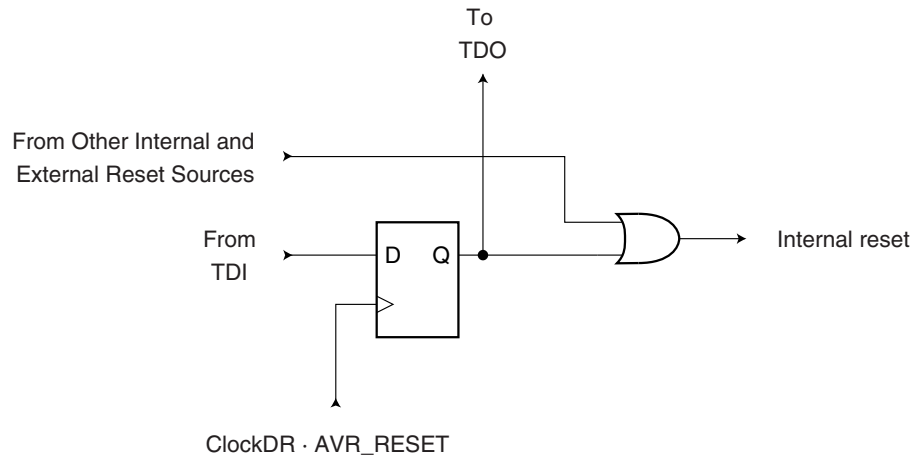 To
TDO
From Other Internal and
External Reset Sources
From
TDI
D Q
Internal reset
ClockDR · AVR_RESET